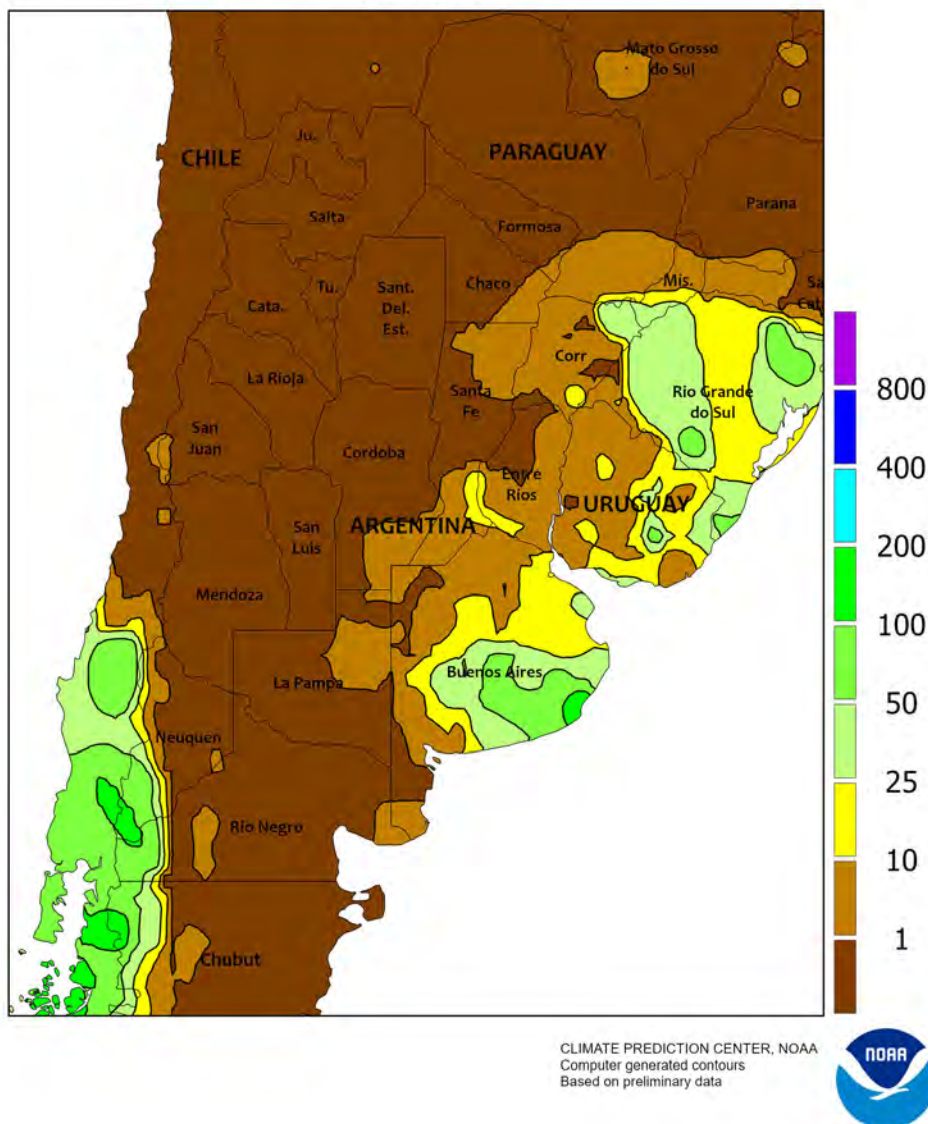 Mato Grosso
do Sul
Ju.
CHILE
PARAGUAY
Parana
Salta
Formosa
Mis.
Sa
Cata.
Tu.
Sant.
Del.
Est.
Chaco
Cata.
Corr
La Rioja
Santa
Fe
Rio Grande
do Sul
San
Juan
Cordoba
Entre
Rios
URUGUAY
ARGENTINA
San
Luis
Mendoza
Buenos Aires
La Pampa
Neuquen
Rio Negro
Chubut
800
400
200
100
50
25
10
1
CLIMATE PREDICTION CENTER, NOAA
Computer generated contours
Based on preliminary data
NOAA